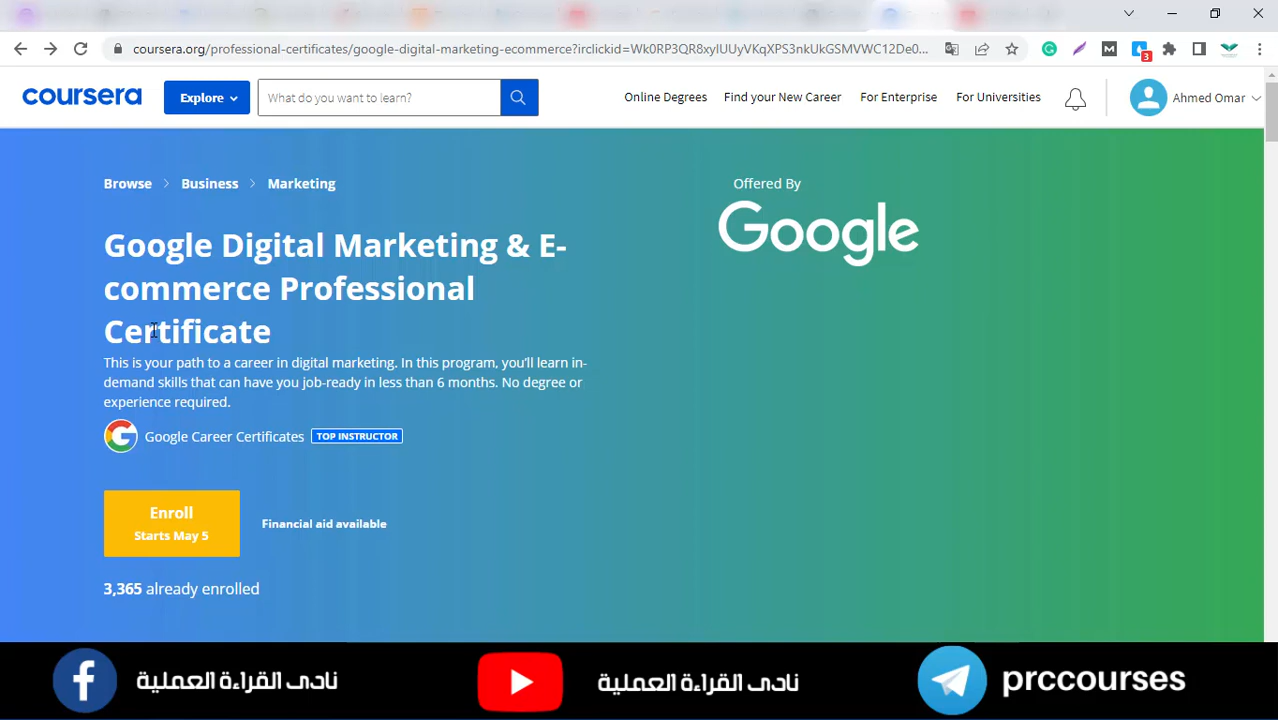 coursera.org/professional-certificates/google-digital-marketing-ecommerce?irclickid=Wk0RP3QR8xyIUUyVKqXPS3nkUkGSMVWC12De0...
3
coursera
Explore
What do you want to learn?
Online Degrees
Find your New Career
For Enterprise
For Universities
Ahmed Omar
Browse > Business > Marketing
Offered By
Google
Google Digital Marketing & E-
commerce Professional
Certificate
This is your path to a career in digital marketing. In this program, you'll learn in-
demand skills that can have you job-ready in less than 6 months. No degree or
experience required.
Google Career Certificates TOP INSTRUCTOR
Enroll
Starts May 5
Financial aid available
3,365 already enrolled
نادى القراءة العملية
نادى القراءة العملية
prccourses